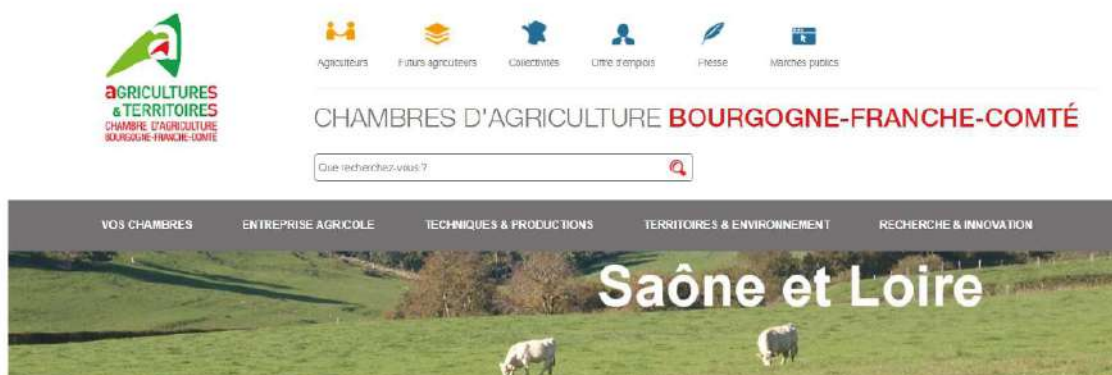 aGRICULTURES
& TERRITOIRES
CHAMBRE D'AGRICULTURE
BOURGOGNE-FRANCHE-COMTÉ
Agriculteurs
Futurs agriculteurs
Collectivités
Offre d'emplois
Presse
Marchés publics
CHAMBRES D'AGRICULTURE BOURGOGNE-FRANCHE-COMTÉ
Que recherchez-vous ?
VOS CHAMBRES
ENTREPRISE AGRICOLE
TECHNIQUES & PRODUCTIONS
TERRITOIRES & ENVIRONNEMENT
RECHERCHE & INNOVATION
Saône et Loire